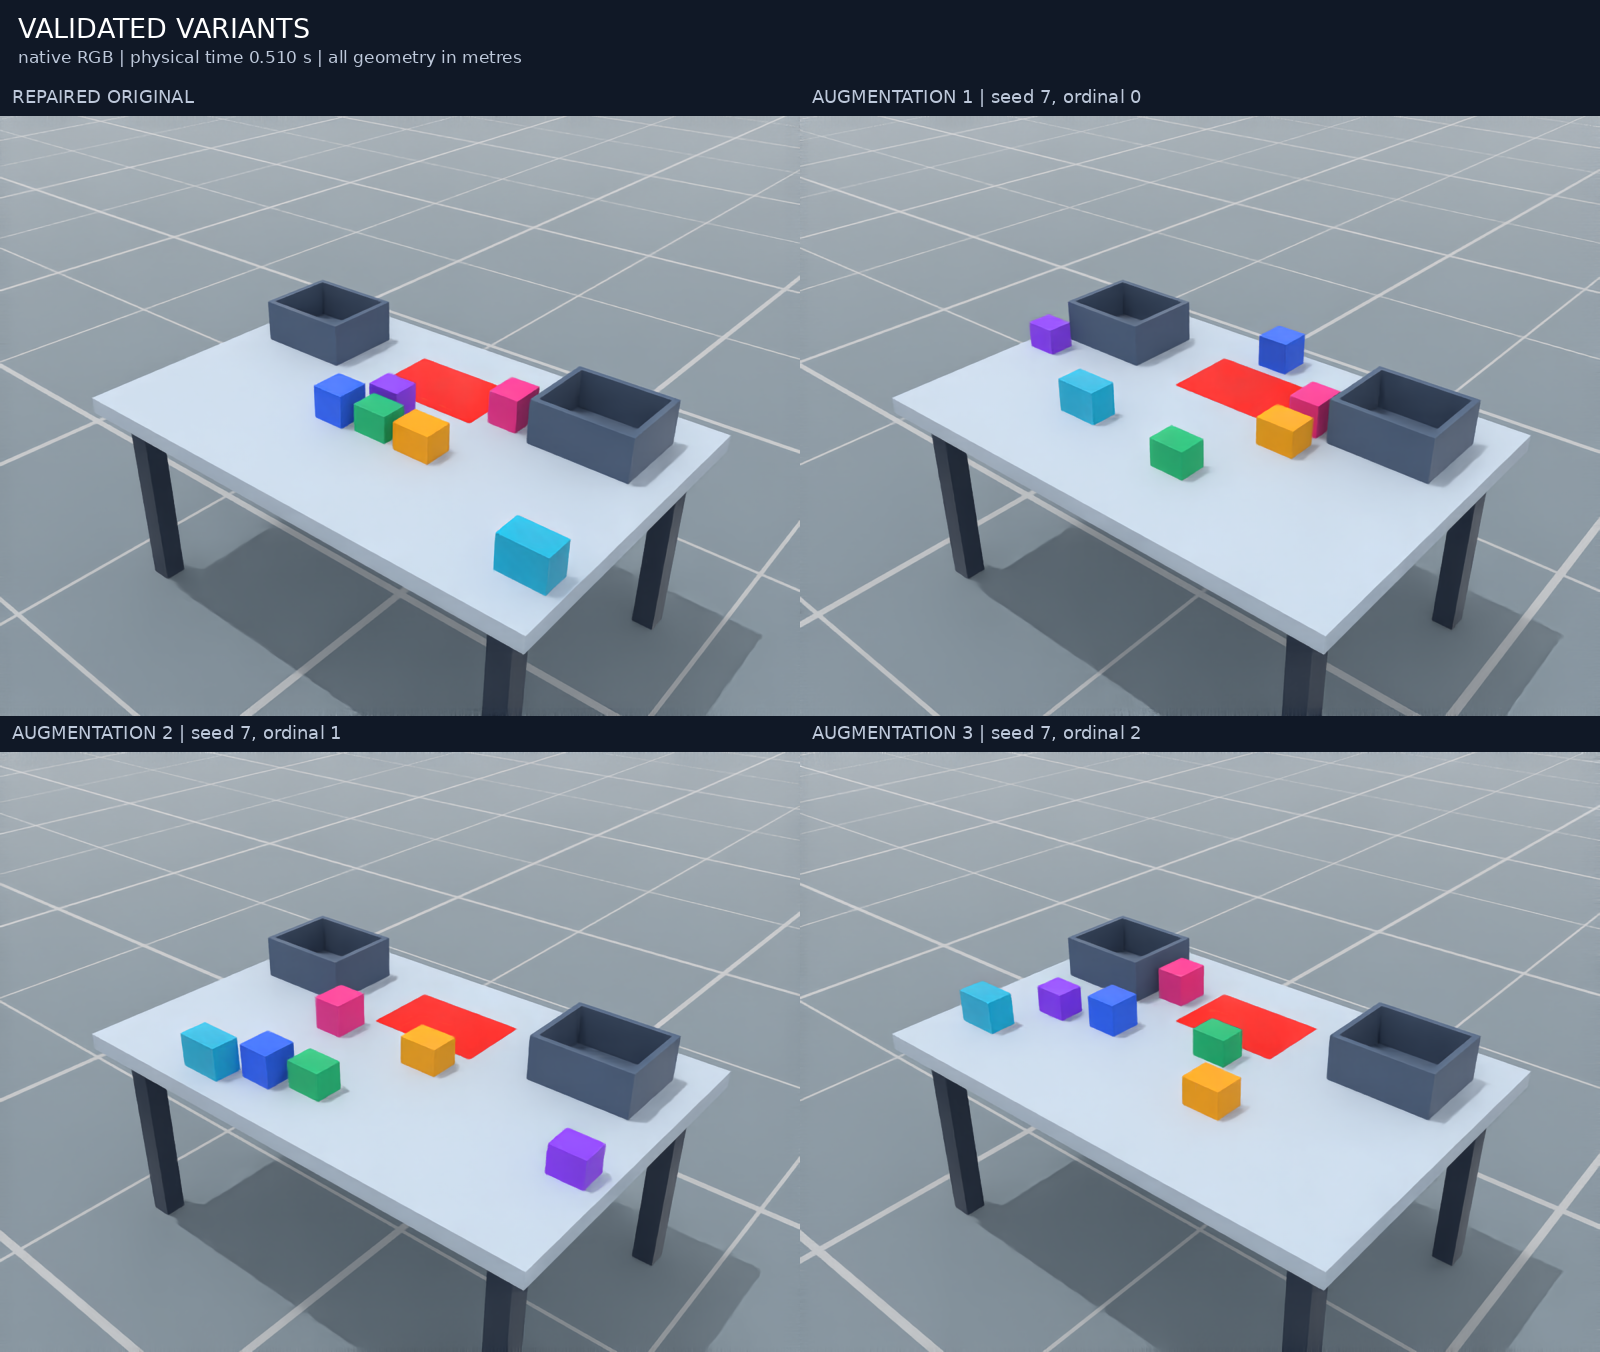 VALIDATED VARIANTS
native RGB | physical time 0.510 s | all geometry in metres
REPAIRED ORIGINAL
AUGMENTATION 1 | seed 7, ordinal 0
AUGMENTATION 2 | seed 7, ordinal 1
AUGMENTATION 3 | seed 7, ordinal 2